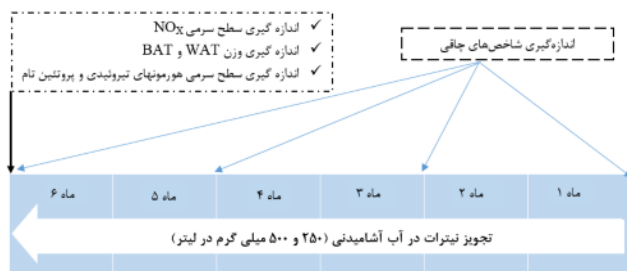 ✓ اندازه گیری سطح سرمی NOX
✓ اندازه گیری وزن WAT و BAT
✓ اندازه گیری سطح سرمی هورمونهای تیروئیدی و پروتئین تام
اندازه‌گیری شاخص‌های چاقی
ماه ۱
ماه ۲
ماه ۳
ماه ۴
ماه ۵
ماه ۶
تجویز نیترات در آب آشامیدنی (۲۵۰ و ۵۰۰ میلی گرم در لیتر)